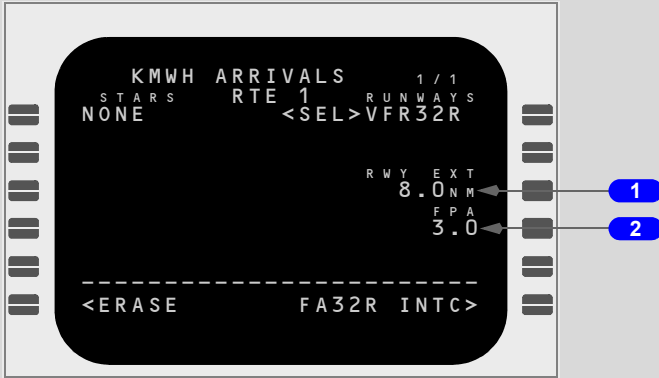 KMWH ARRIVALS 1/1
STARS RTE 1 RUNWAYS
NONE <SEL>VFR32R
RWY EXT
8.0NM
1
FPA
3.0
2
------------------------
<ERASE FA32R INTC>